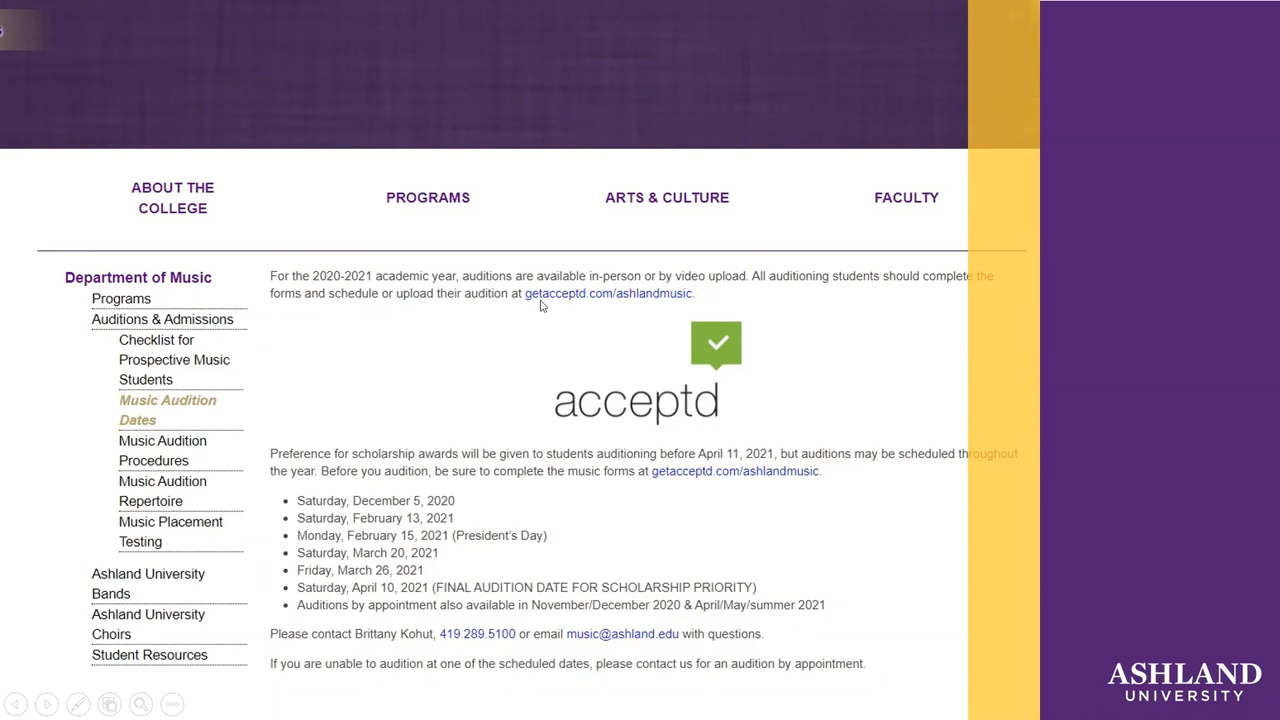 ABOUT THE
COLLEGE
PROGRAMS
ARTS & CULTURE
FACULTY
Department of Music
Programs
Auditions & Admissions
Checklist for
Prospective Music
Students
Music Audition
Dates
Music Audition
Procedures
Music Audition
Repertoire
Music Placement
Testing
Ashland University
Bands
Ashland University
Choirs
Student Resources
For the 2020-2021 academic year, auditions are available in-person or by video upload. All auditioning students should complete the
forms and schedule or upload their audition at getacceptd.com/ashlandmusic.
acceptd
Preference for scholarship awards will be given to students auditioning before April 11, 2021, but auditions may be scheduled throughout
the year. Before you audition, be sure to complete the music forms at getacceptd.com/ashlandmusic.
• Saturday, December 5, 2020
• Saturday, February 13, 2021
• Monday, February 15, 2021 (President's Day)
• Saturday, March 20, 2021
• Friday, March 26, 2021
• Saturday, April 10, 2021 (FINAL AUDITION DATE FOR SCHOLARSHIP PRIORITY)
• Auditions by appointment also available in November/December 2020 & April/May/summer 2021
Please contact Brittany Kohut, 419.289.5100 or email music@ashland.edu with questions.
If you are unable to audition at one of the scheduled dates, please contact us for an audition by appointment.
ASHLAND
UNIVERSITY